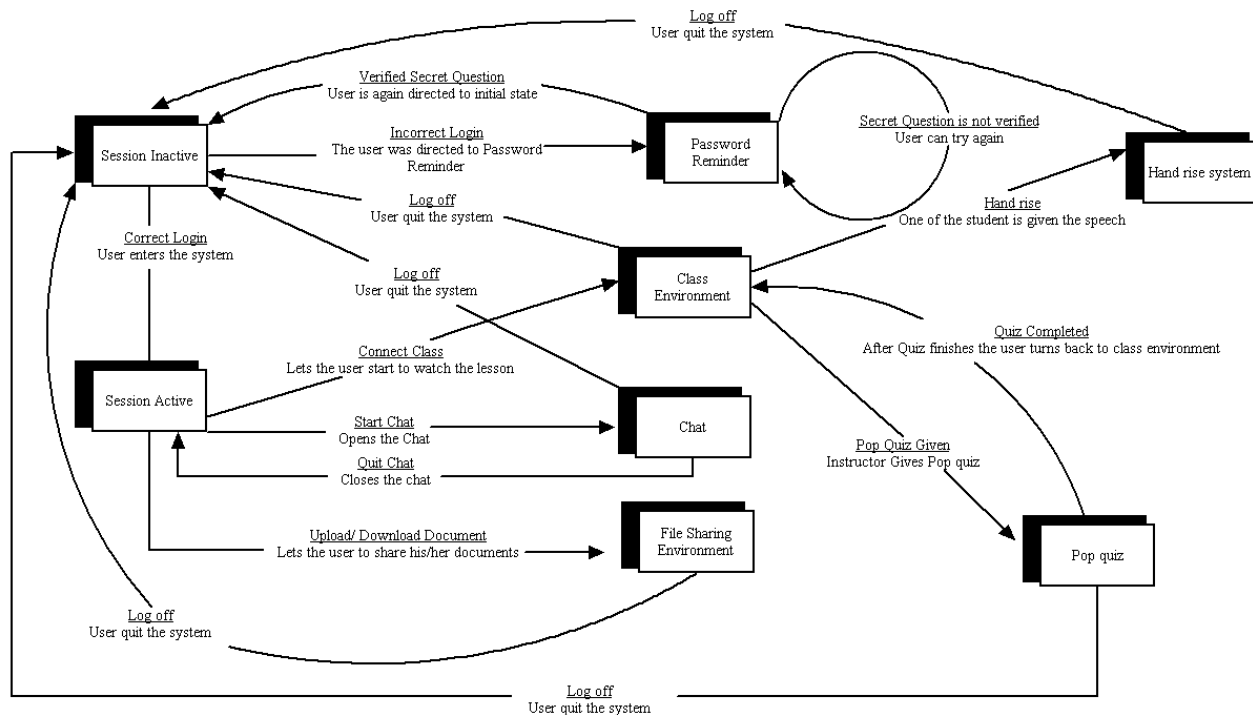 Log off
User quit the system
Verified Secret Question
User is again directed to initial state
Secret Question is not verified
User can try again
Session Inactive
Incorrect Login
The user was directed to Password
Reminder
Password
Reminder
Hand rise system
Log off
User quit the system
Hand rise
One of the student is given the speech
Correct Login
User enters the system
Log off
User quit the system
Class
Environment
Quiz Completed
After Quiz finishes the user turns back to class environment
Connect Class
Lets the user start to watch the lesson
Session Active
Start Chat
Opens the Chat
Chat
Quit Chat
Closes the chat
Pop Quiz Given
Instructor Gives Pop quiz
Upload/ Download Document
Lets the user to share his/her documents
File Sharing
Environment
Pop quiz
Log off
User quit the system
Log off
User quit the system